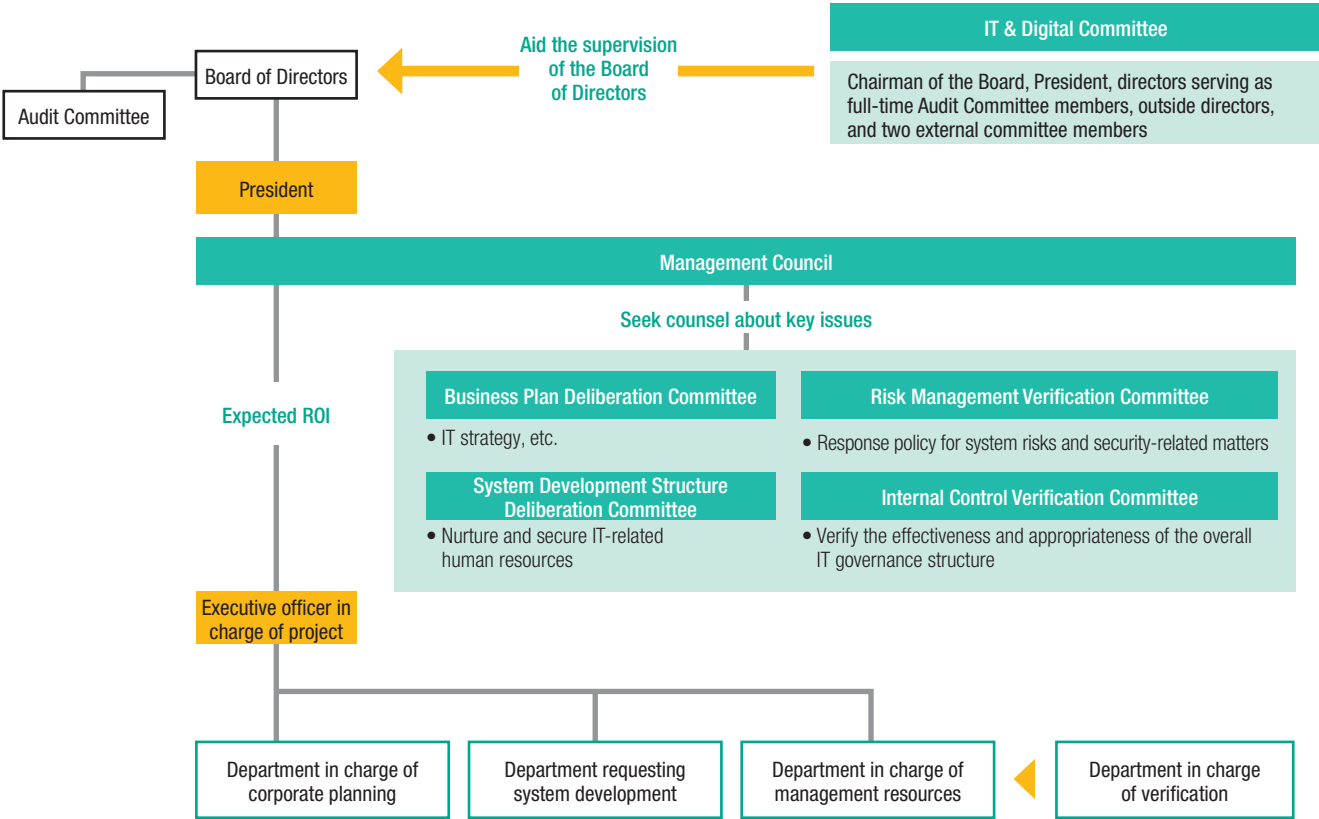 IT & Digital Committee
Chairman of the Board, President, directors serving as
full-time Audit Committee members, outside directors,
and two external committee members
Aid the supervision
of the Board
of Directors
Board of Directors
Audit Committee
President
Management Council
Seek counsel about key issues
Expected ROI
Business Plan Deliberation Committee
• IT strategy, etc.
Risk Management Verification Committee
• Response policy for system risks and security-related matters
System Development Structure
Deliberation Committee
• Nurture and secure IT-related
human resources
Internal Control Verification Committee
• Verify the effectiveness and appropriateness of the overall
IT governance structure
Executive officer in
charge of project
Department in charge of
corporate planning
Department requesting
system development
Department in charge of
management resources
Department in charge
of verification